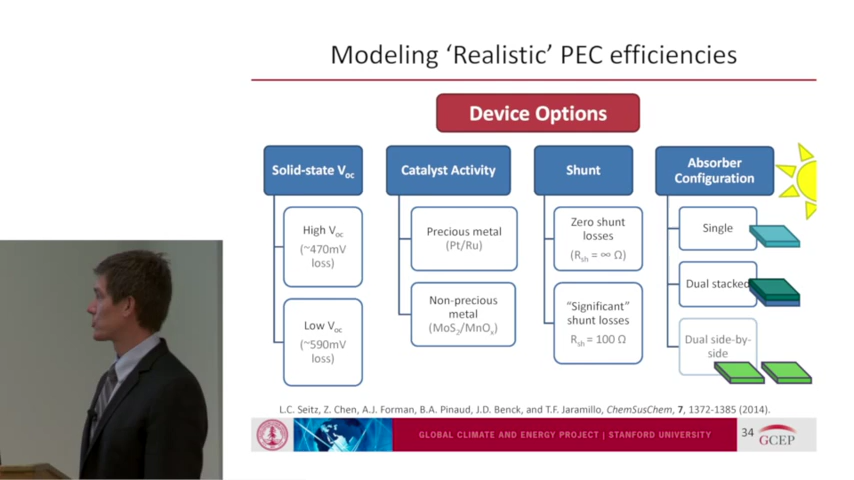 Modeling ‘Realistic’ PEC efficiencies
Device Options
Solid-state Voc
High Voc
(~470mV
loss)
Low Voc
(~590mV
loss)
Catalyst Activity
Precious metal
(Pt/Ru)
Non-precious
metal
(MoS2/MnOx)
Shunt
Zero shunt
losses
(Rsh = ∞ Ω)
“Significant”
shunt losses
Rsh = 100 Ω
Absorber
Configuration
Single
Dual stacked
Dual side-by-
side
L.C. Seitz, Z. Chen, A.J. Forman, B.A. Pinaud, J.D. Benck, and T.F. Jaramillo, ChemSusChem, 7, 1372-1385 (2014).
GLOBAL CLIMATE AND ENERGY PROJECT | STANFORD UNIVERSITY
34
GCEP